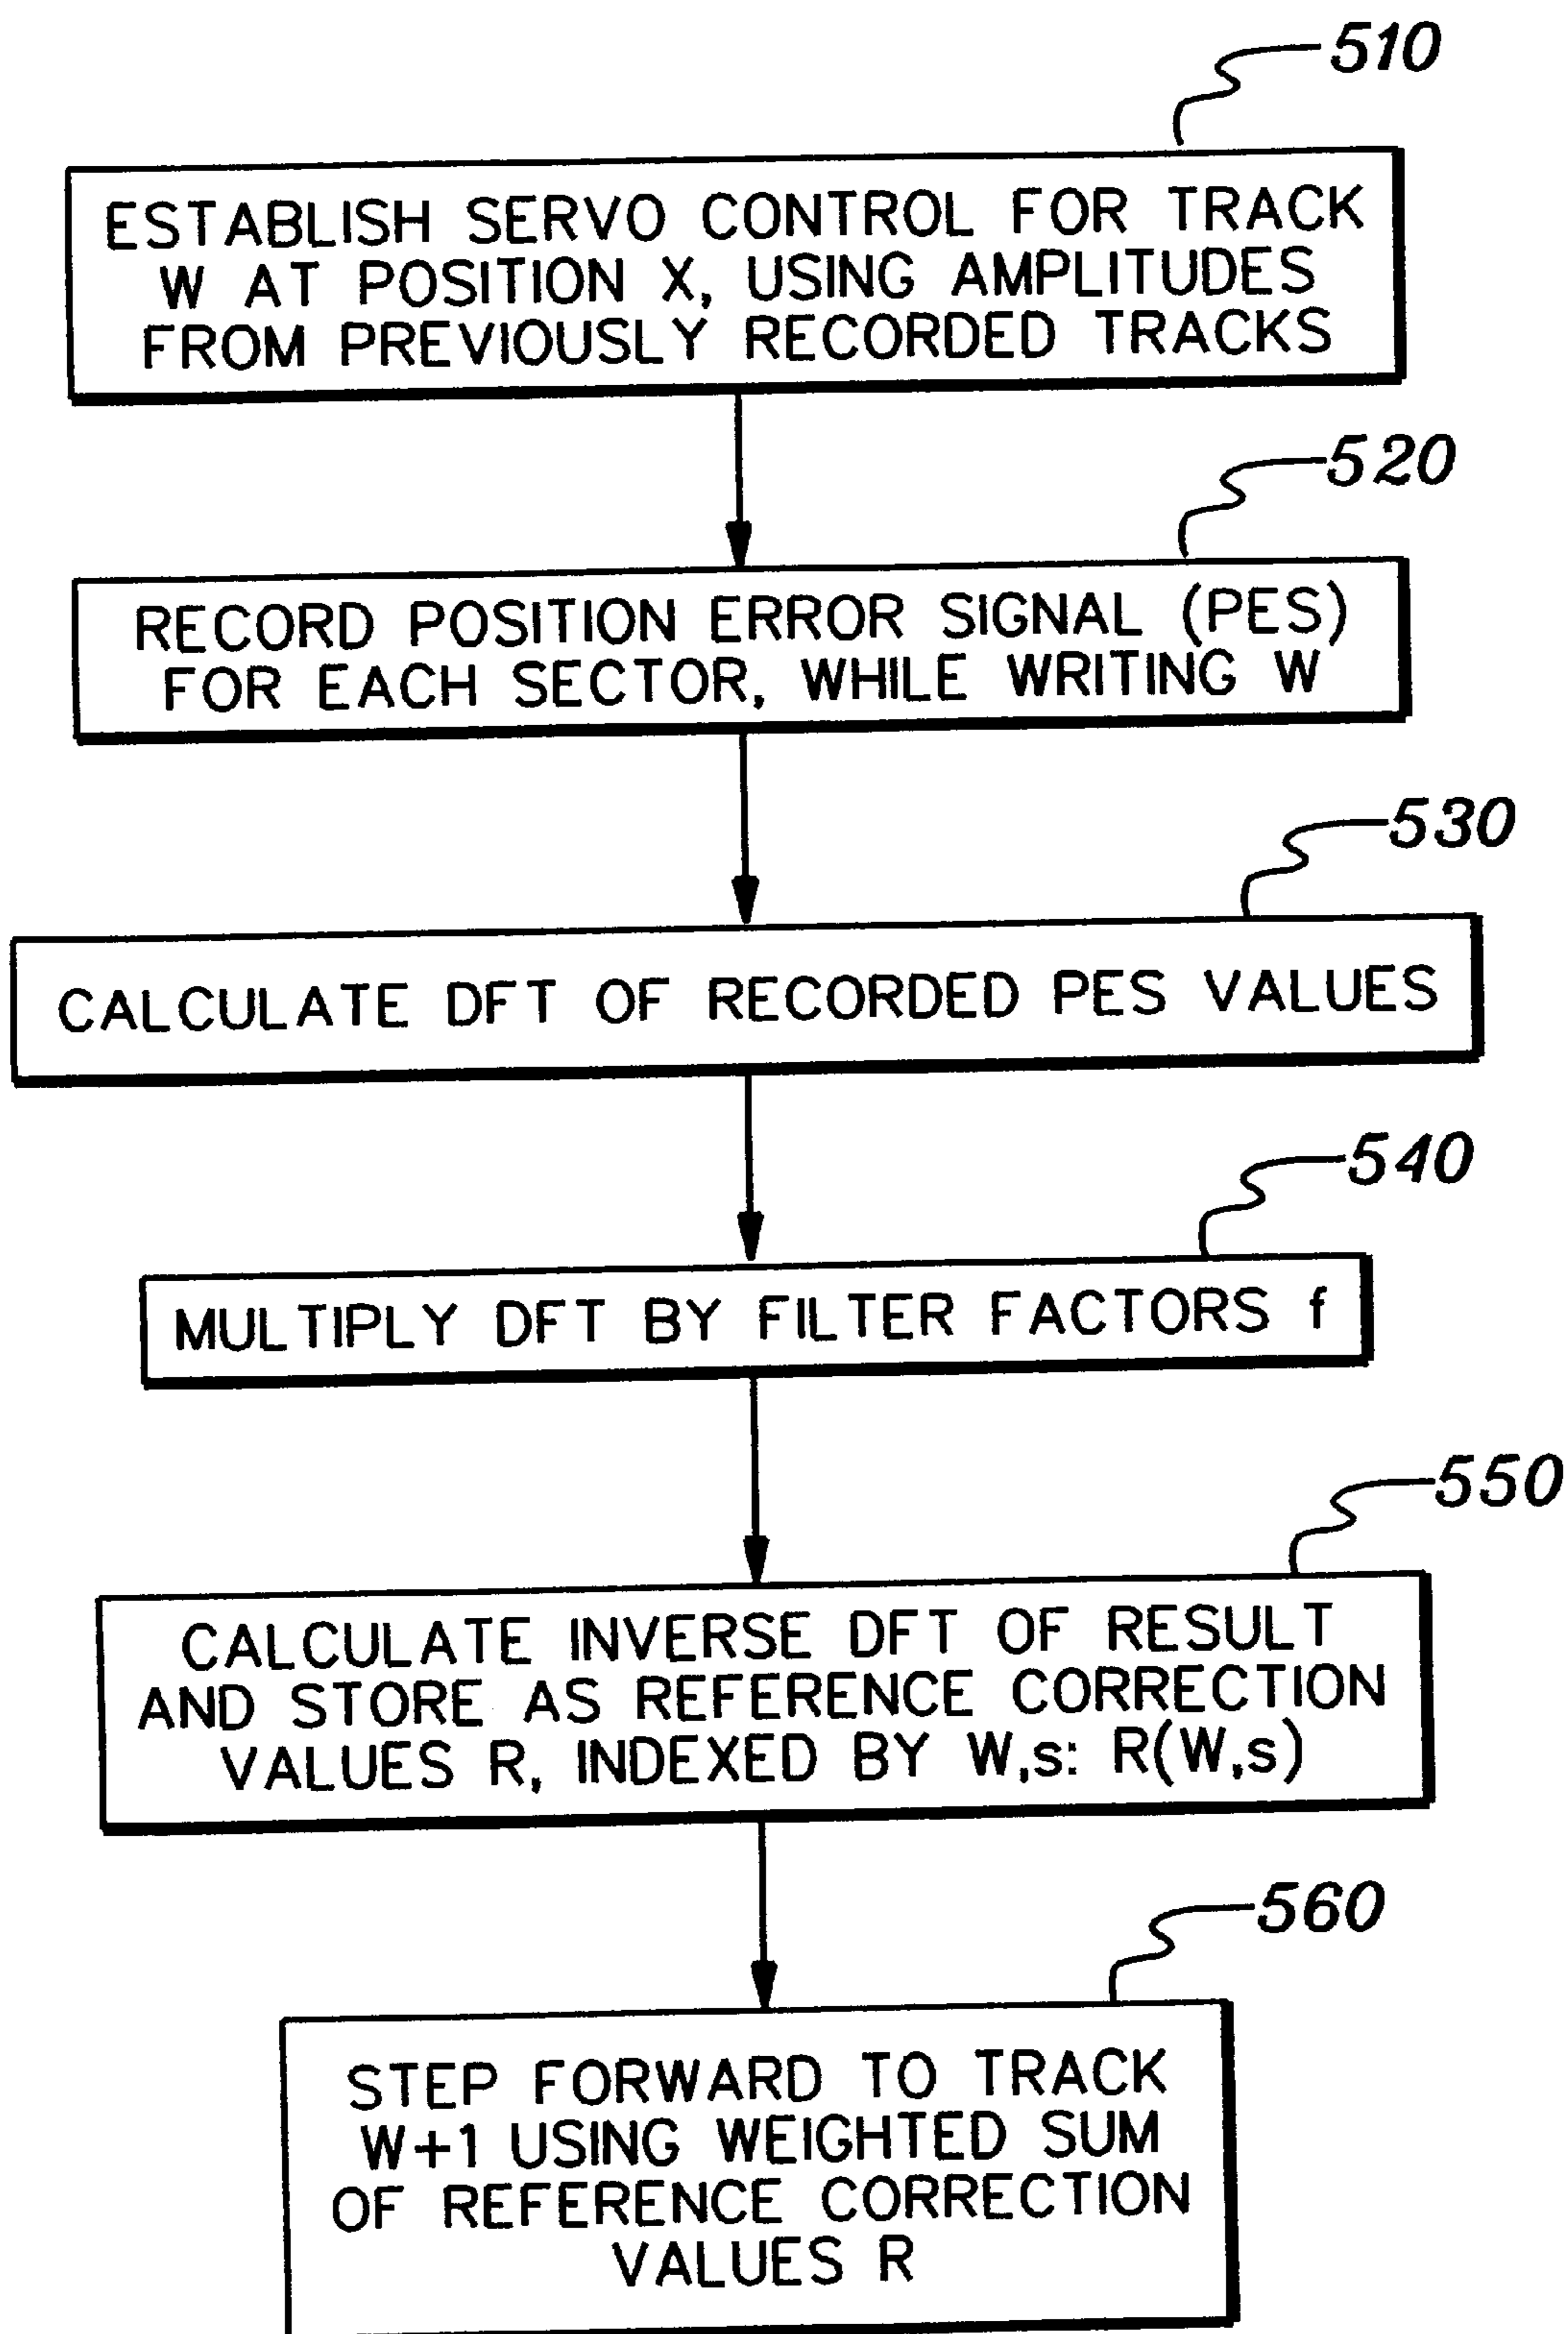 510
ESTABLISH SERVO CONTROL FOR TRACK
W AT POSITION X, USING AMPLITUDES
FROM PREVIOUSLY RECORDED TRACKS
520
RECORD POSITION ERROR SIGNAL (PES)
FOR EACH SECTOR, WHILE WRITING W
530
CALCULATE DFT OF RECORDED PES VALUES
540
MULTIPLY DFT BY FILTER FACTORS f
550
CALCULATE INVERSE DFT OF RESULT
AND STORE AS REFERENCE CORRECTION
VALUES R, INDEXED BY W,s: R(W,s)
560
STEP FORWARD TO TRACK
W+1 USING WEIGHTED SUM
OF REFERENCE CORRECTION
VALUES R